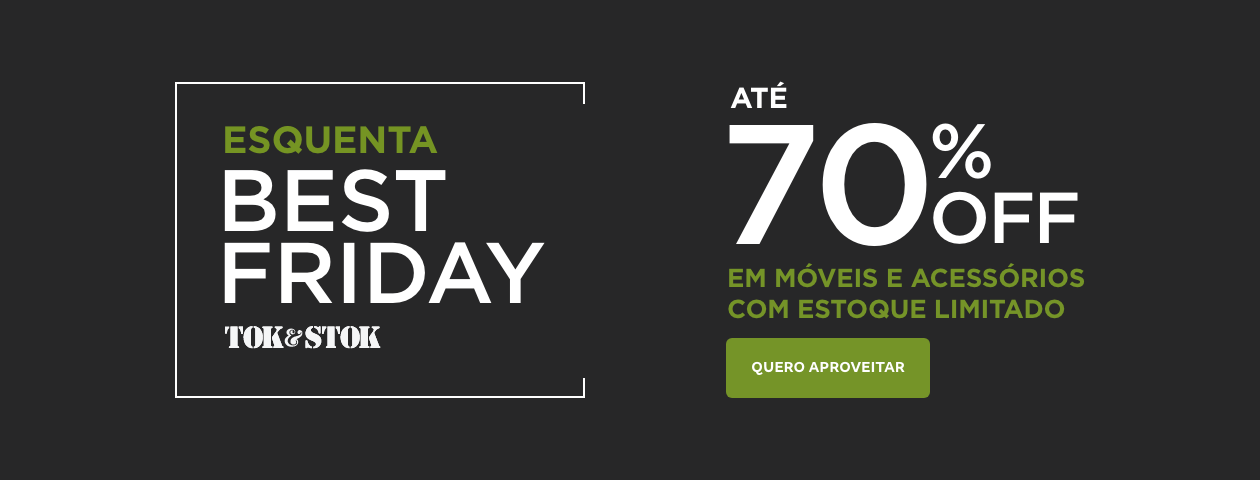 ESQUENTA
BEST
FRIDAY
TOK&STOK
ATÉ
70%
OFF
EM MÓVEIS E ACESSÓRIOS
COM ESTOQUE LIMITADO
QUERO APROVEITAR